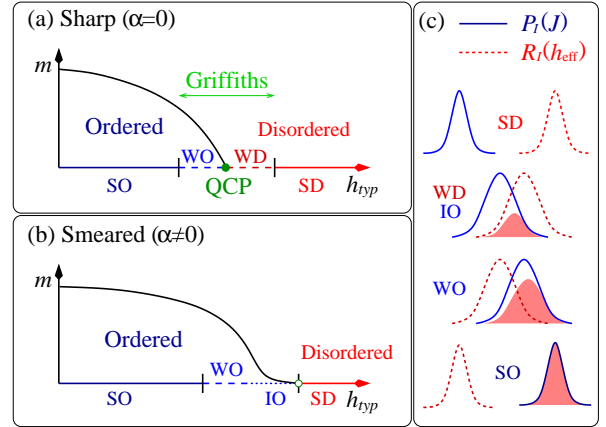 (a) Sharp (α=0)
m
Griffiths
Ordered
Disordered
WO
WD
SO
QCP
SD
h_typ
(b) Smeared (α≠0)
m
Ordered
Disordered
WO
SO
IO
SD
h_typ
(c)
P_I(J)
R_I(h_eff)
SD
WD
IO
WO
SO